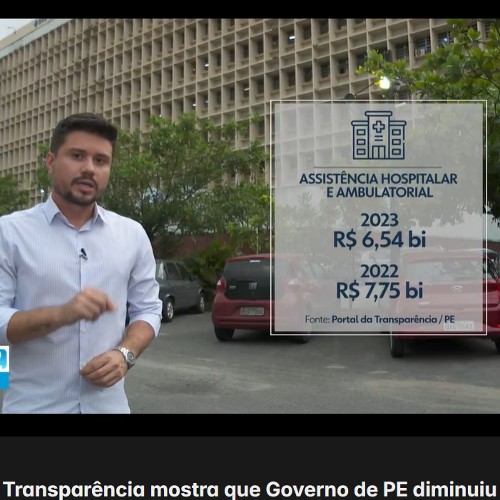 ASSISTÊNCIA HOSPITALAR
E AMBULATORIAL
2023
R$ 6,54 bi
2022
R$ 7,75 bi
Fonte: Portal da Transparência / PE
Transparência mostra que Governo de PE diminuiu